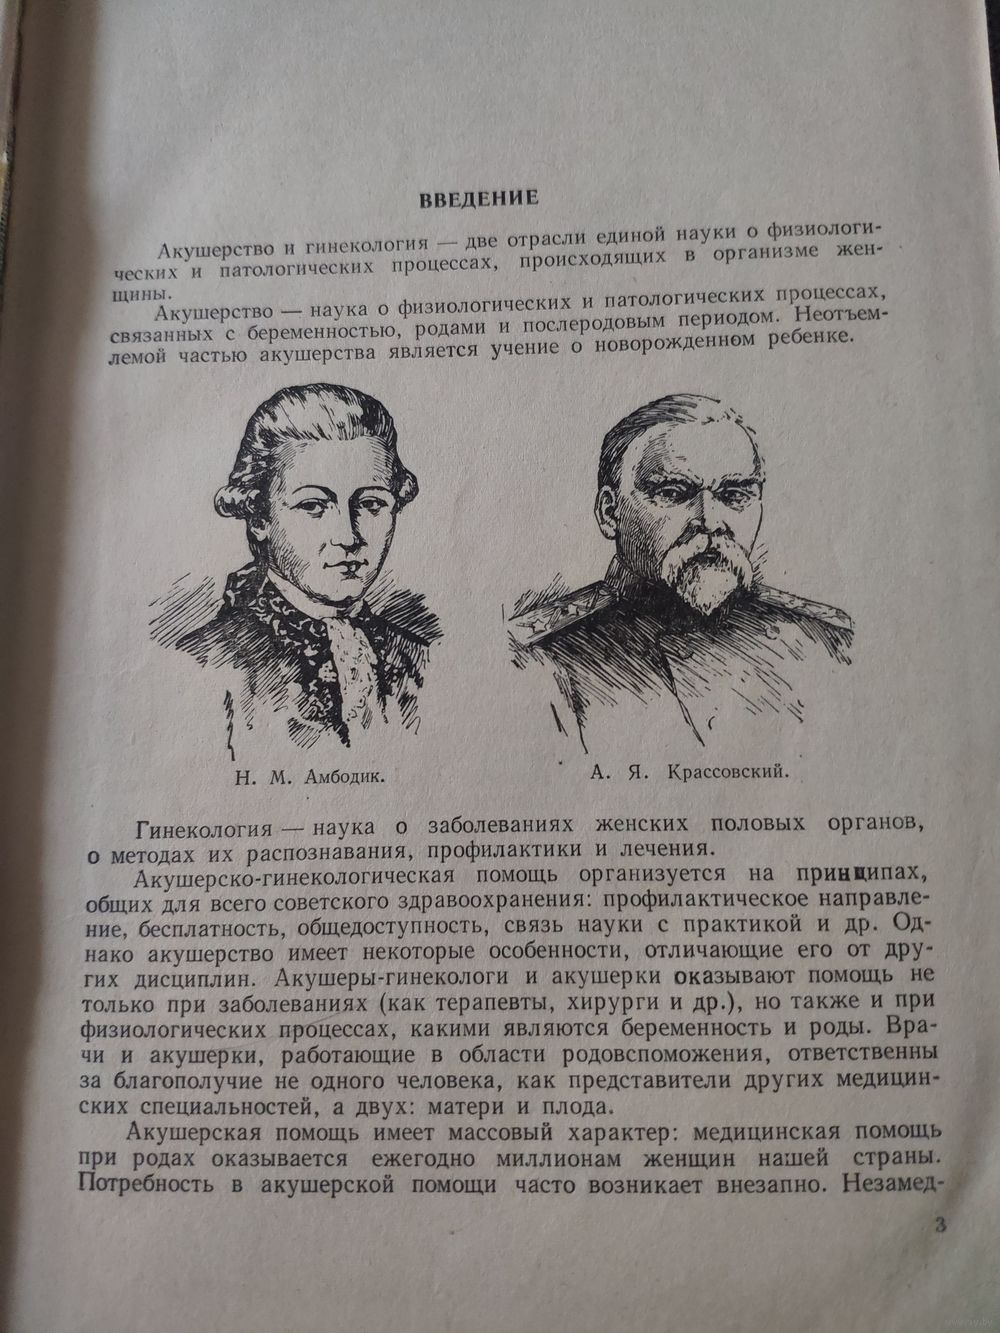 ВВЕДЕНИЕ
Акушерство и гинекология — две отрасли единой науки о физиологи-
ческих и патологических процессах, происходящих в организме жен-
щины.
Акушерство — наука о физиологических и патологических процессах,
связанных с беременностью, родами и послеродовым периодом. Неотъем-
лемой частью акушерства является учение о новорожденном ребенке.
Н. М. Амбодик.
А. Я. Крассовский.
Гинекология — наука о заболеваниях женских половых органов,
о методах их распознавания, профилактики и лечения.
Акушерско-гинекологическая помощь организуется на принципах,
общих для всего советского здравоохранения: профилактическое направле-
ние, бесплатность, общедоступность, связь науки с практикой и др. Од-
нако акушерство имеет некоторые особенности, отличающие его от дру-
гих дисциплин. Акушеры-гинекологи и акушерки оказывают помощь не
только при заболеваниях (как терапевты, хирурги и др.), но также и при
физиологических процессах, какими являются беременность и роды. Вра-
чи и акушерки, работающие в области родовспоможения, ответственны
за благополучие не одного человека, как представители других медицин-
ских специальностей, а двух: матери и плода.
Акушерская помощь имеет массовый характер: медицинская помощь
при родах оказывается ежегодно миллионам женщин нашей страны.
Потребность в акушерской помощи часто возникает внезапно. Незамед-
3